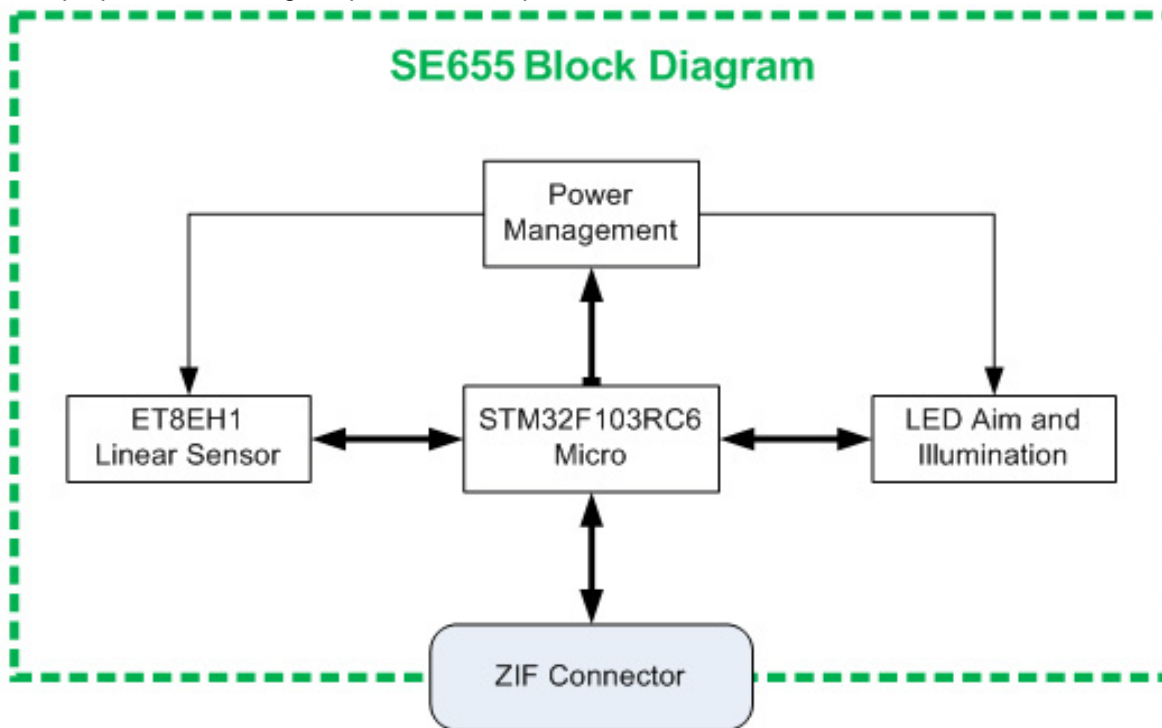 SE655 Block Diagram
Power
Management
ET8EH1
Linear Sensor
STM32F103RC6
Micro
LED Aim and
Illumination
ZIF Connector